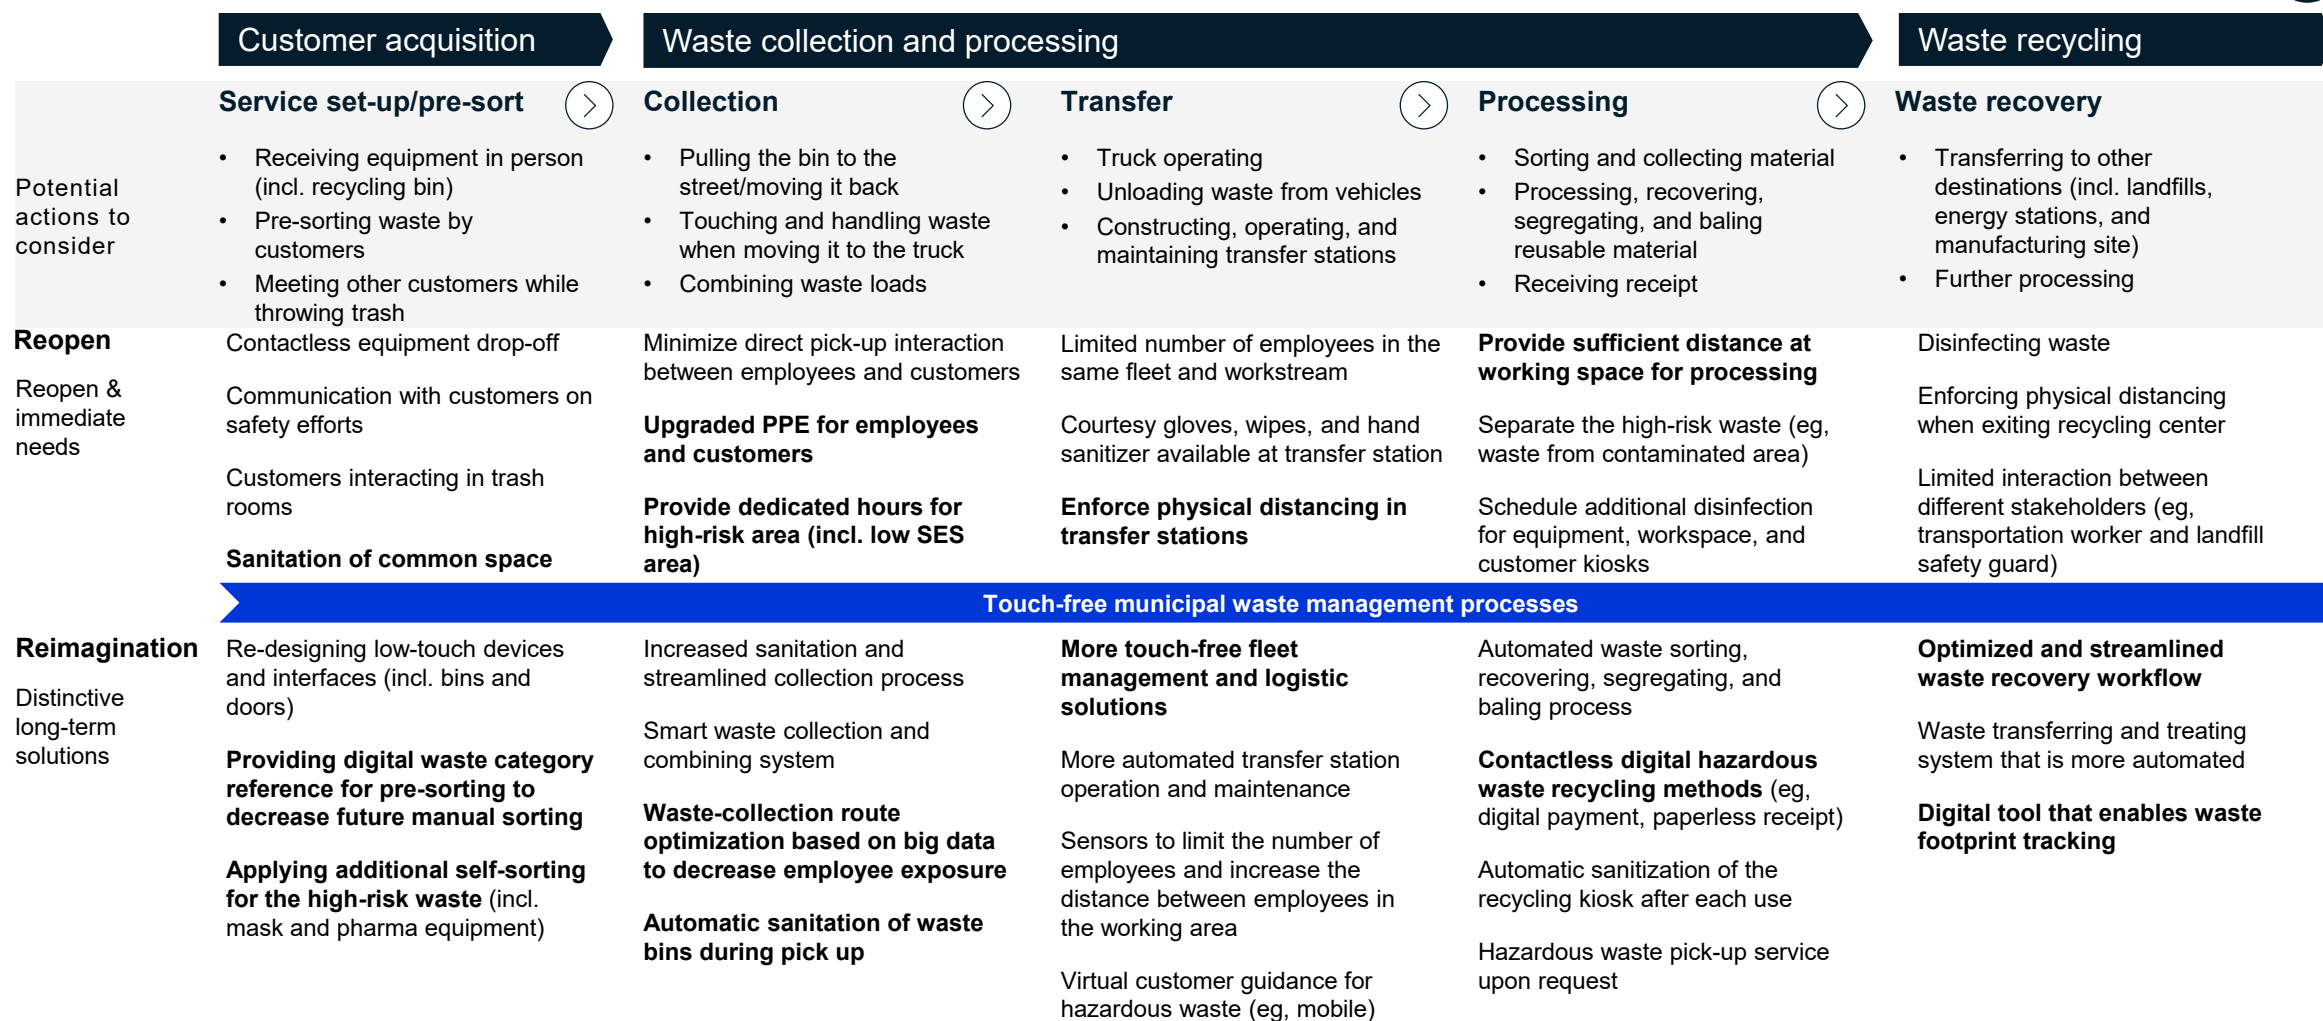 Customer acquisition
Waste collection and processing
Waste recycling
Service set-up/pre-sort
Collection
Transfer
Processing
Waste recovery
Potential
actions to
consider
• Receiving equipment in person
(incl. recycling bin)
• Pre-sorting waste by
customers
• Meeting other customers while
throwing trash
• Pulling the bin to the
street/moving it back
• Touching and handling waste
when moving it to the truck
• Combining waste loads
• Truck operating
• Unloading waste from vehicles
• Constructing, operating, and
maintaining transfer stations
• Sorting and collecting material
• Processing, recovering,
segregating, and baling
reusable material
• Receiving receipt
• Transferring to other
destinations (incl. landfills,
energy stations, and
manufacturing site)
• Further processing
Reopen
Reopen &
immediate
needs
Contactless equipment drop-off
Communication with customers on
safety efforts
Customers interacting in trash
rooms
Sanitation of common space
Minimize direct pick-up interaction
between employees and customers
Upgraded PPE for employees
and customers
Provide dedicated hours for
high-risk area (incl. low SES
area)
Limited number of employees in the
same fleet and workstream
Courtesy gloves, wipes, and hand
sanitizer available at transfer station
Enforce physical distancing in
transfer stations
Provide sufficient distance at
working space for processing
Separate the high-risk waste (eg,
waste from contaminated area)
Schedule additional disinfection
for equipment, workspace, and
customer kiosks
Disinfecting waste
Enforcing physical distancing
when exiting recycling center
Limited interaction between
different stakeholders (eg,
transportation worker and landfill
safety guard)
Touch-free municipal waste management processes
Reimagination
Distinctive
long-term
solutions
Re-designing low-touch devices
and interfaces (incl. bins and
doors)
Providing digital waste category
reference for pre-sorting to
decrease future manual sorting
Applying additional self-sorting
for the high-risk waste (incl.
mask and pharma equipment)
Increased sanitation and
streamlined collection process
Smart waste collection and
combining system
Waste-collection route
optimization based on big data
to decrease employee exposure
Automatic sanitation of waste
bins during pick up
More touch-free fleet
management and logistic
solutions
More automated transfer station
operation and maintenance
Sensors to limit the number of
employees and increase the
distance between employees in
the working area
Virtual customer guidance for
hazardous waste (eg, mobile)
Automated waste sorting,
recovering, segregating, and
baling process
Contactless digital hazardous
waste recycling methods (eg,
digital payment, paperless receipt)
Automatic sanitization of the
recycling kiosk after each use
Hazardous waste pick-up service
upon request
Optimized and streamlined
waste recovery workflow
Waste transferring and treating
system that is more automated
Digital tool that enables waste
footprint tracking